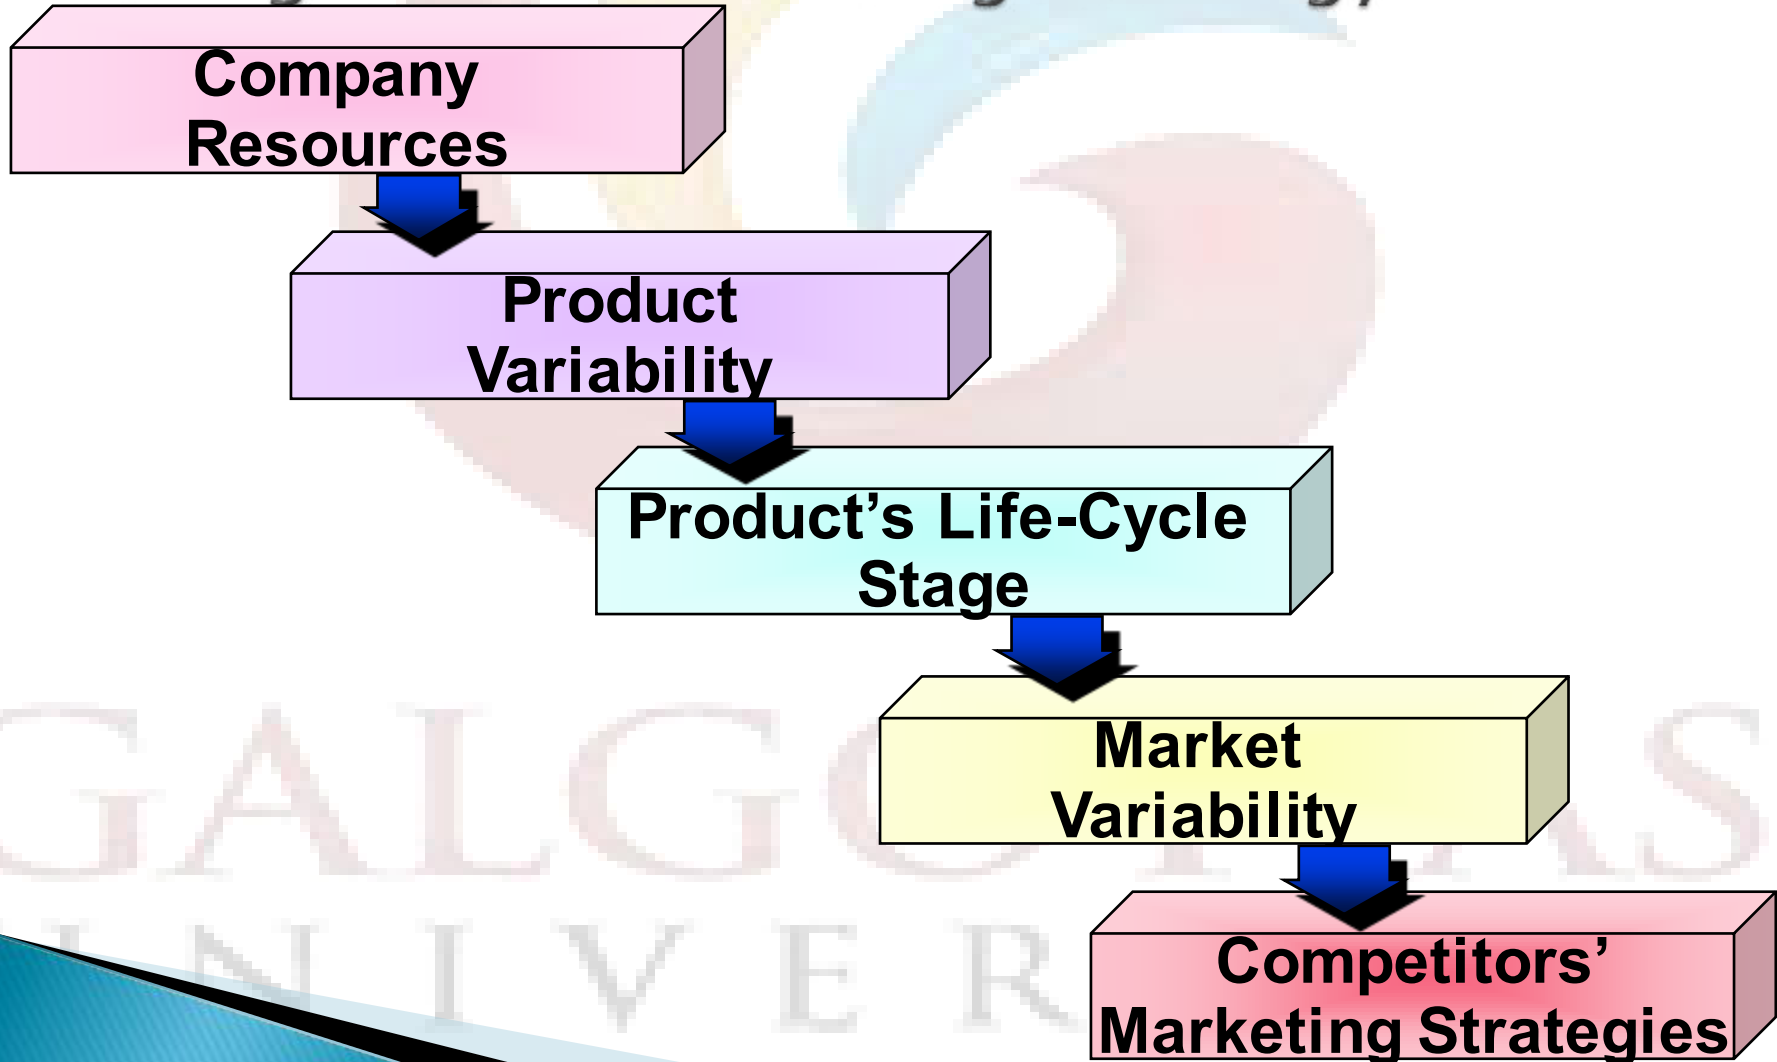 Company
Resources
Product
Variability
Product’s Life-Cycle
Stage
Market
Variability
Competitors’
Marketing Strategies